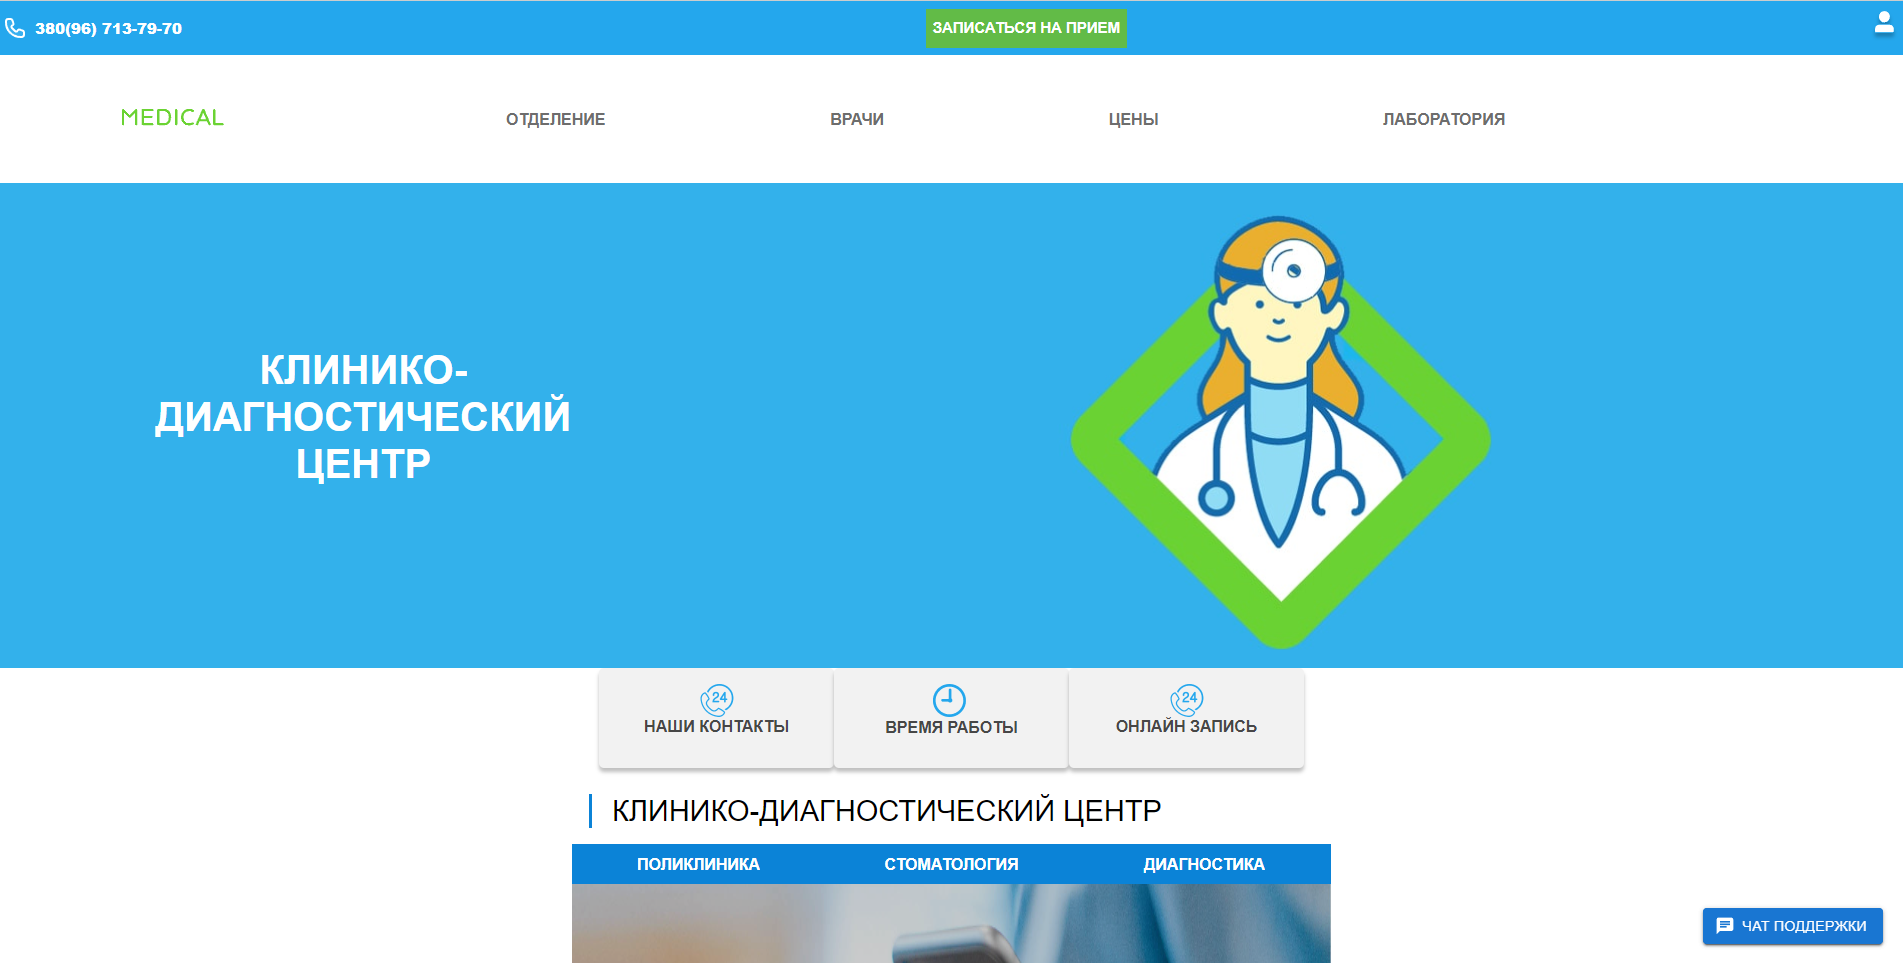 380(96) 713-79-70
ЗАПИСАТЬСЯ НА ПРИЕМ
MEDICAL
ОТДЕЛЕНИЕ
ВРАЧИ
ЦЕНЫ
ЛАБОРАТОРИЯ
КЛИНИКО-
ДИАГНОСТИЧЕСКИЙ
ЦЕНТР
24
НАШИ КОНТАКТЫ
ВРЕМЯ РАБОТЫ
24
ОНЛАЙН ЗАПИСЬ
КЛИНИКО-ДИАГНОСТИЧЕСКИЙ ЦЕНТР
ПОЛИКЛИНИКА
СТОМАТОЛОГИЯ
ДИАГНОСТИКА
ЧАТ ПОДДЕРЖКИ